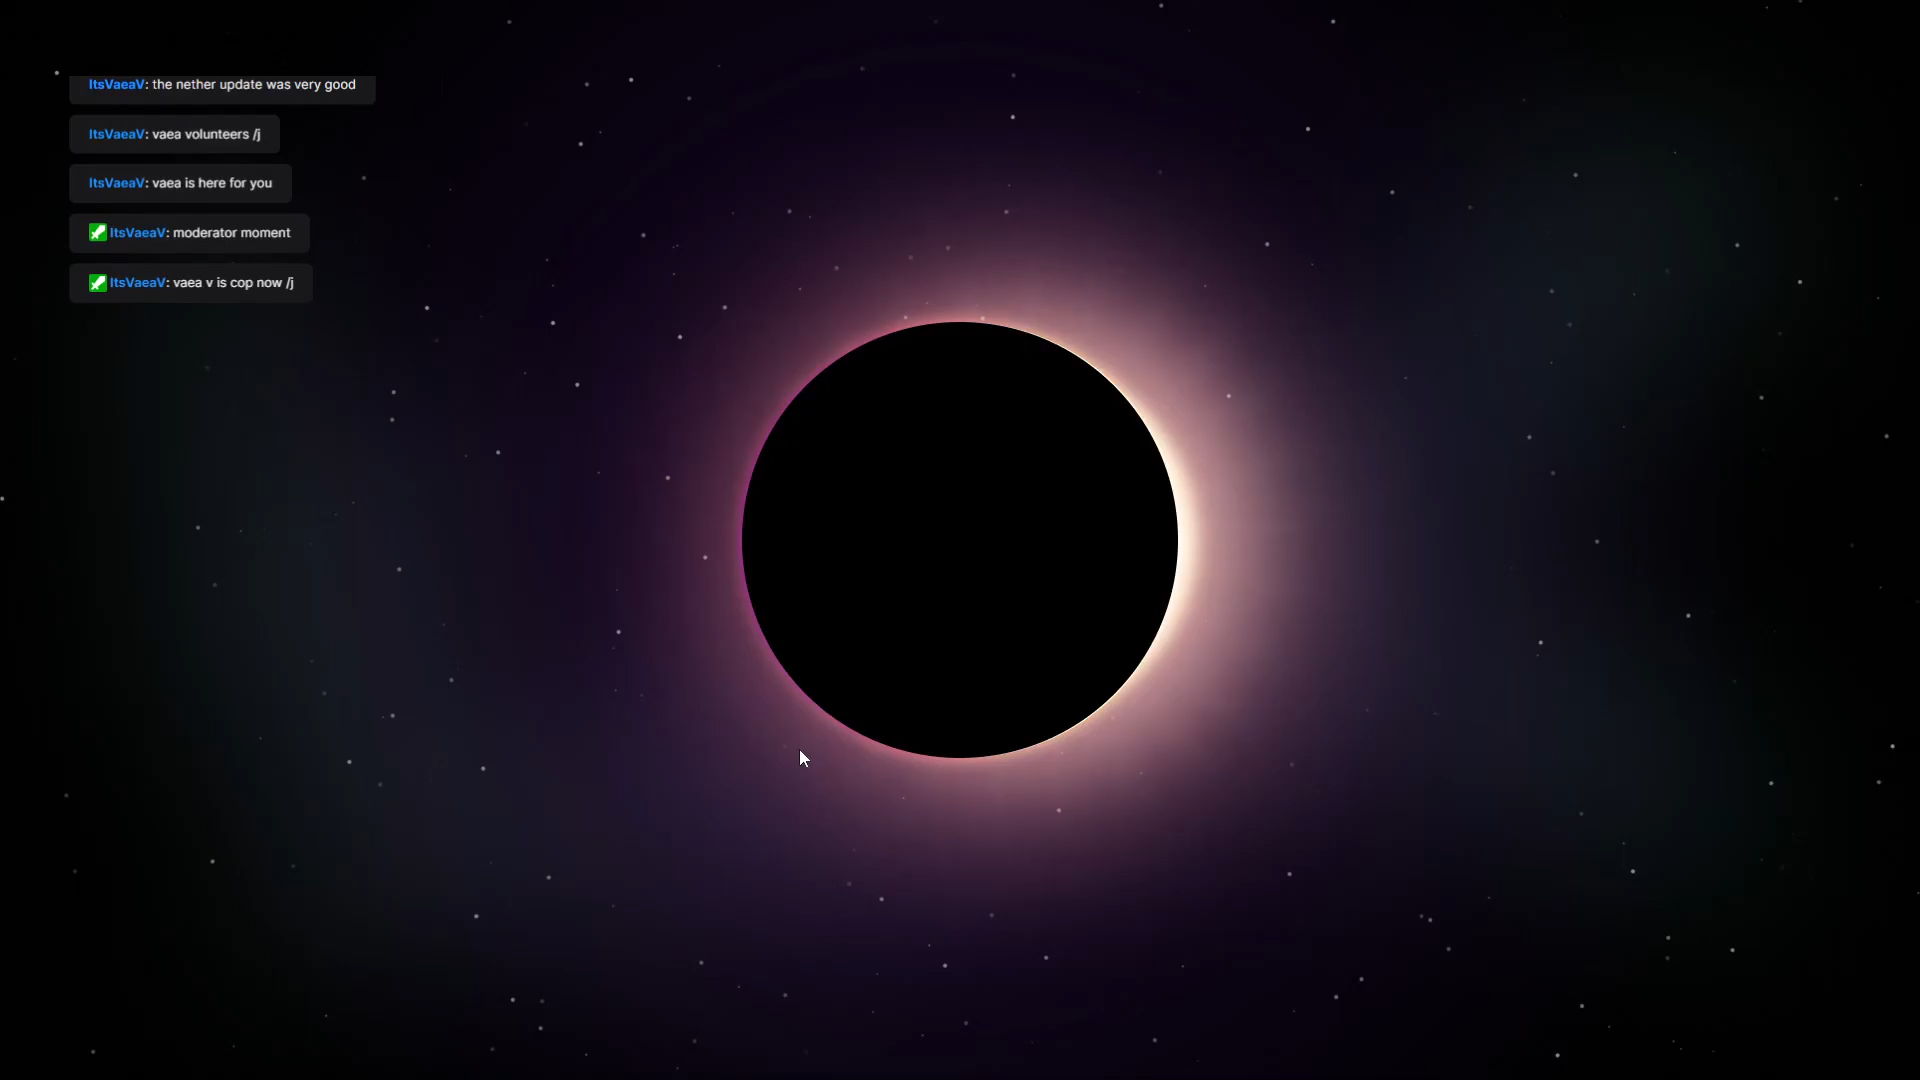 ItsVaeaV: the nether update was very good
ItsVaeaV: vaea volunteers /j
ItsVaeaV: vaea is here for you
ItsVaeaV: moderator moment
ItsVaeaV: vaea v is cop now /j